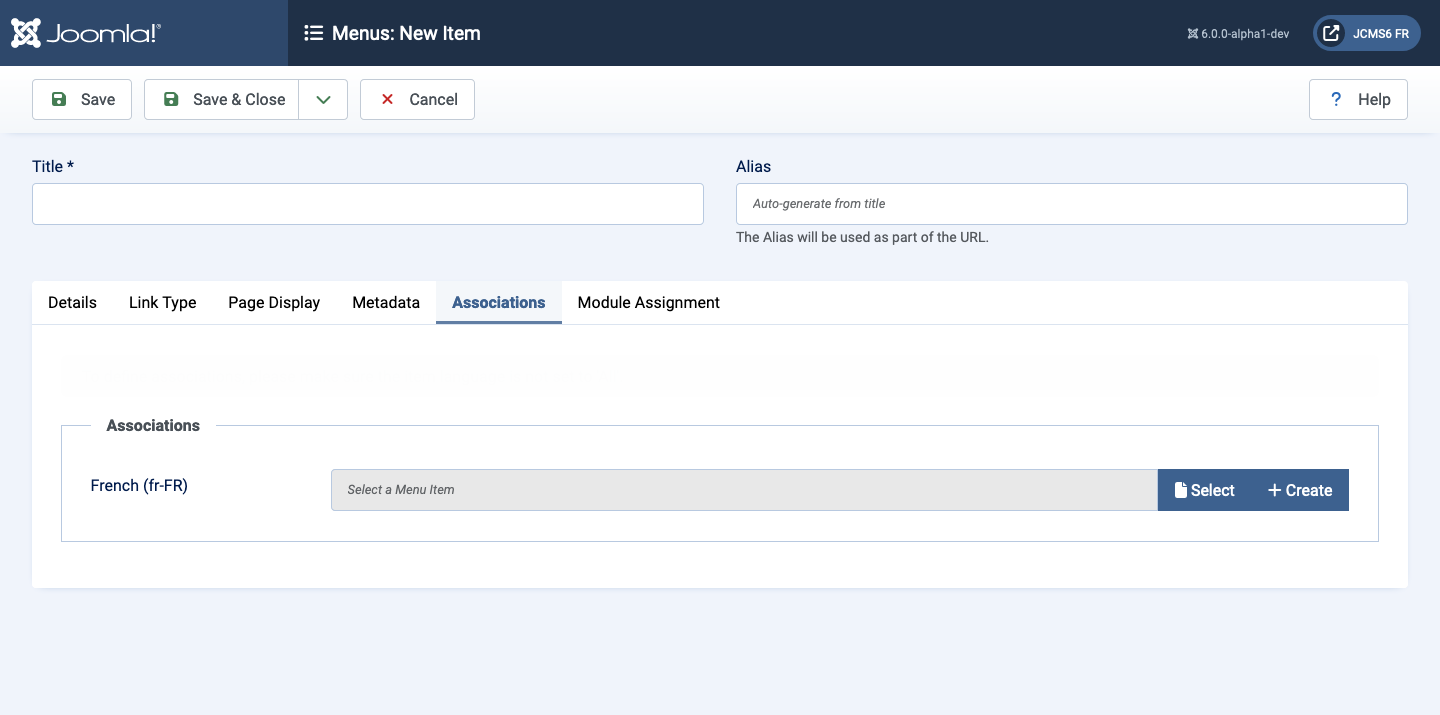 Joomla!®
Menus: New Item
6.0.0-alpha1-dev
JCMS6 FR
Save
Save & Close
Cancel
? Help
Title *
Alias
Auto-generate from title
The Alias will be used as part of the URL.
Details Link Type Page Display Metadata Associations Module Assignment
Associations
French (fr-FR)
Select a Menu Item
Select
+ Create